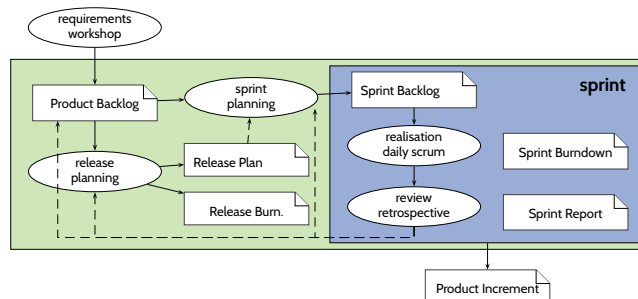 requirements
workshop
sprint
Product Backlog
sprint
planning
Sprint Backlog
realisation
daily scrum
Sprint Burndown
release
planning
Release Plan
Release Burn.
review
retrospective
Sprint Report
Product Increment